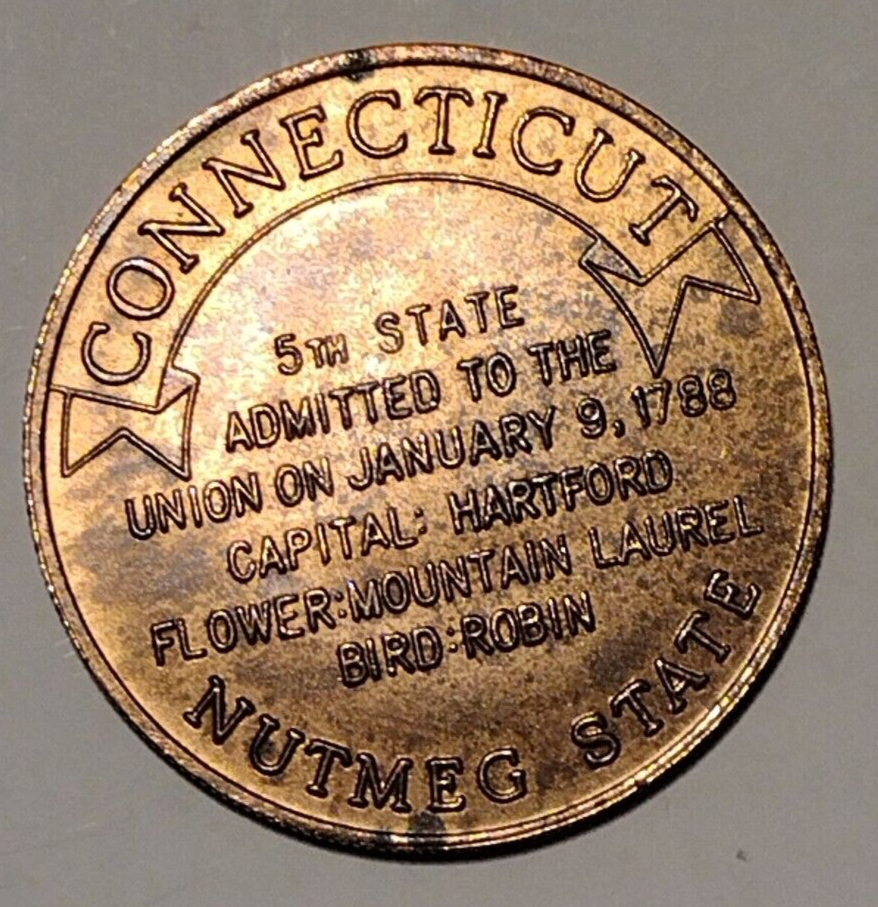 CONNECTICUT
5TH STATE
ADMITTED TO THE
UNION ON JANUARY 9, 1788
CAPITAL: HARTFORD
FLOWER:MOUNTAIN LAUREL
BIRD:ROBIN
NUTMEG STATE